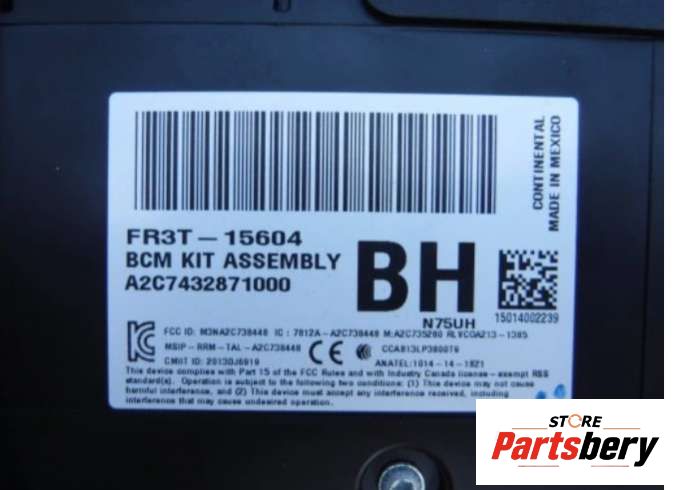 FR3T-15604
BCM KIT ASSEMBLY
A2C7432871000
BH
N75UH
15014002239
CONTINENTAL
MADE IN MEXICO
FCC ID: M3NA2C738448 IC: 7812A-A2C738448 M:A2C735280 RLVCOA213-1385
MSIP-RRM-TAL-A2C738448
CE
CCAB13LP3800T6
CMIIT ID: 2013DJ6919
ANATEL:1014-14-1821
This device complies with Part 15 of the FCC Rules and with Industry Canada license-exempt RSS
standard(s). Operation is subject to the following two conditions: (1) This device may not cause
harmful interference, and (2) This device must accept any interference received, including
interference that may cause undesired operation.
STORE
Partsbery